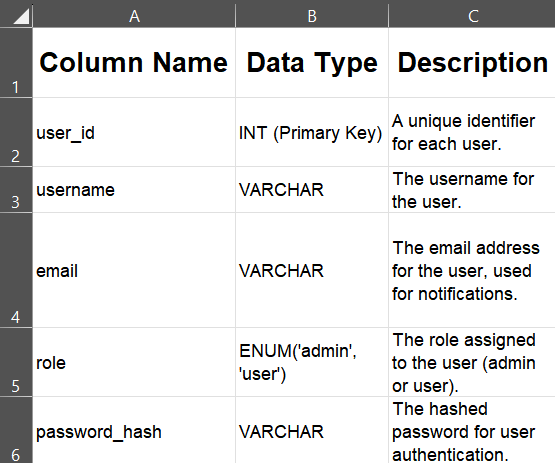 A B C
1 Column Name Data Type Description
2 user_id INT (Primary Key) A unique identifier
for each user.
3 username VARCHAR The username for
the user.
4 email VARCHAR The email address
for the user, used
for notifications.
5 role ENUM('admin',
'user') The role assigned
to the user (admin
or user).
6 password_hash VARCHAR The hashed
password for user
authentication.